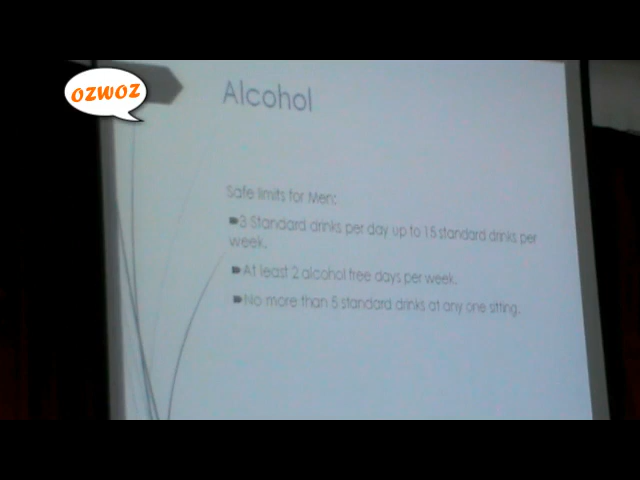 ozwoz
Alcohol
Safe limits for Men:
3 Standard drinks per day up to 15 standard drinks per
week.
At least 2 alcohol free days per week.
No more than 5 standard drinks at any one sitting.